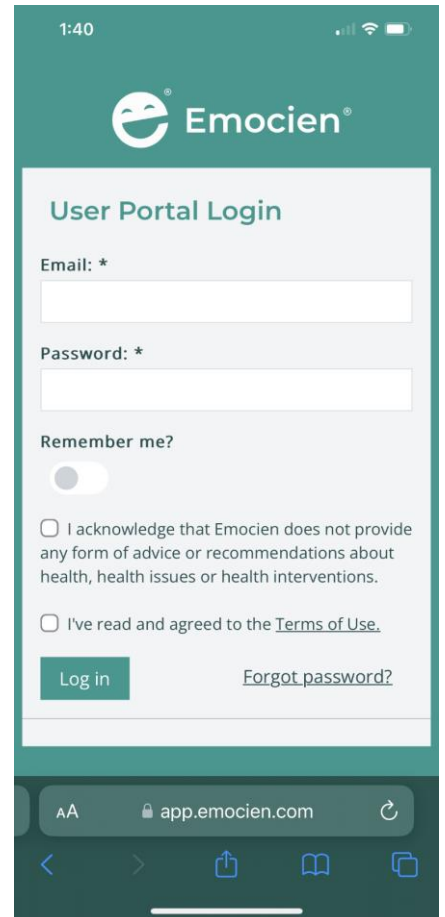 1:40
® Emocien®
User Portal Login
Email: *
Password: *
Remember me?
I acknowledge that Emocien does not provide
any form of advice or recommendations about
health, health issues or health interventions.
I've read and agreed to the Terms of Use.
Log in Forgot password?
AA app.emocien.com